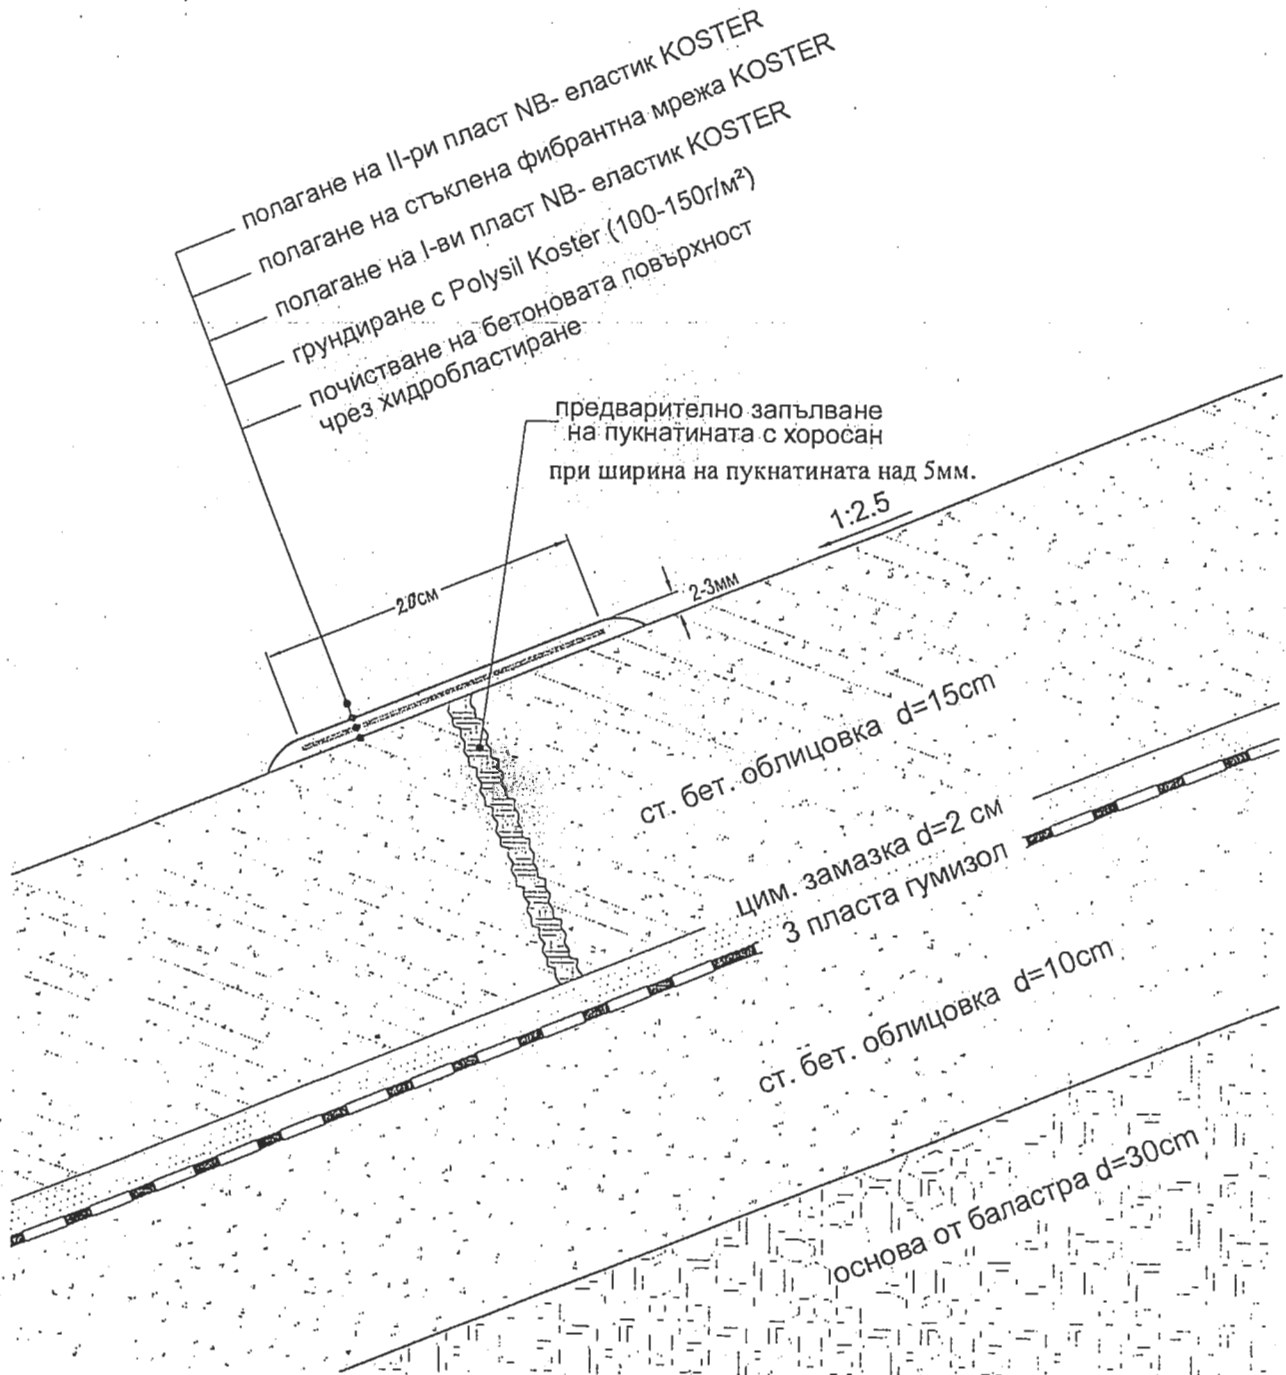 полагане на II-ри пласт NB- еластик KOSTER
полагане на стъклена фибрантна мрежа KOSTER
полагане на I-ви пласт NB- еластик KOSTER
грундиране с Polysil Koster (100-150г/м²)
почистване на бетоновата повърхност
чрез хидробластиране
предварително запълване
на пукнатината с хоросан
при ширина на пукнатината над 5мм.
1:2.5
20см
2-3мм
ст. бет. облицовка d=15cm
цим. замазка d=2 см
3 пласта гумизол
ст. бет. облицовка d=10cm
основа от баластра d=30cm